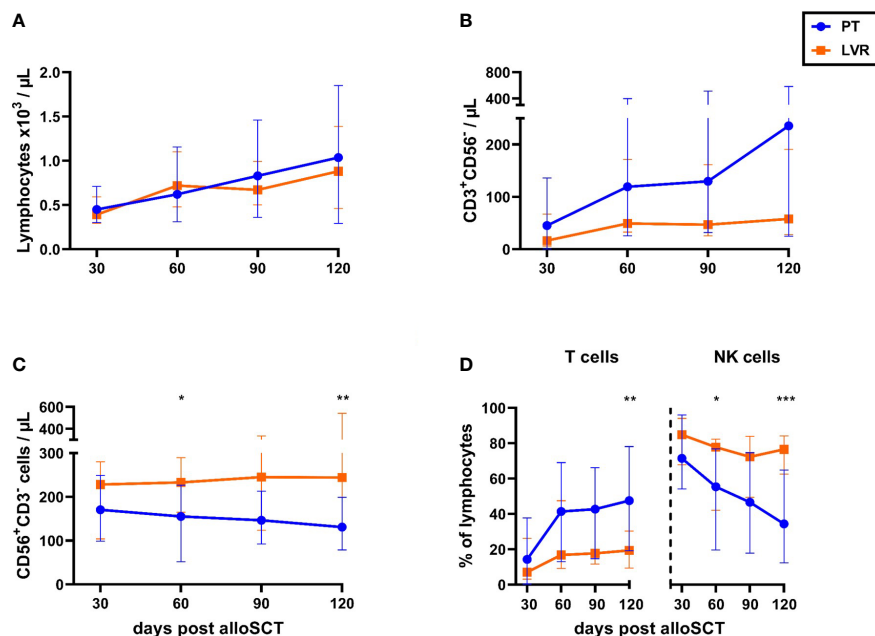 A
B
PT
LVR
Lymphocytes x10³ / µL
2.0
1.5
1.0
0.5
0.0
30 60 90 120
CD3⁺CD56⁻ / µL
800
400
200
100
0
30 60 90 120
C
D
T cells NK cells
CD56⁺CD3⁻ cells / µL
600
400
300
200
100
0
* **
30 60 90 120
days post alloSCT
% of lymphocytes
100
80
60
40
20
0
** * ***
30 60 90 120 30 60 90 120
days post alloSCT